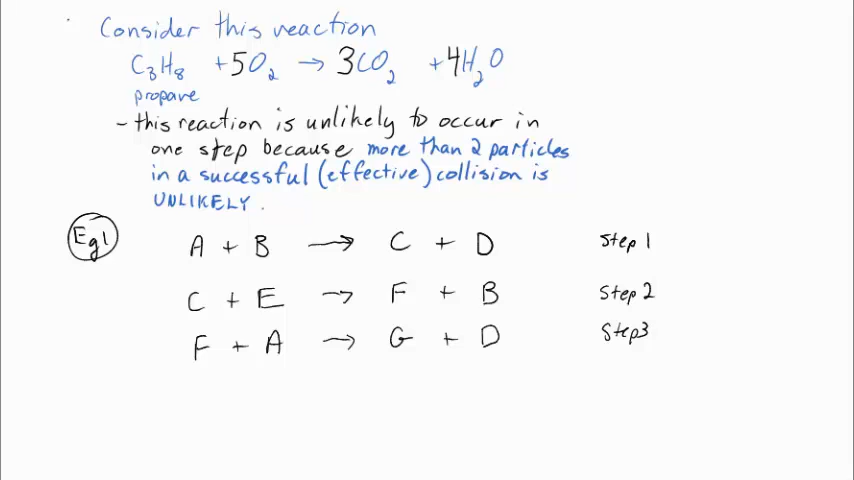 Consider this reaction
C₃H₈ + 5O₂ → 3CO₂ + 4H₂O
propane
- this reaction is unlikely to occur in
one step because more than 2 particles
in a successful (effective) collision is
UNLIKELY.
Eg1
A + B → C + D Step 1
C + E → F + B Step 2
F + A → G + D Step3